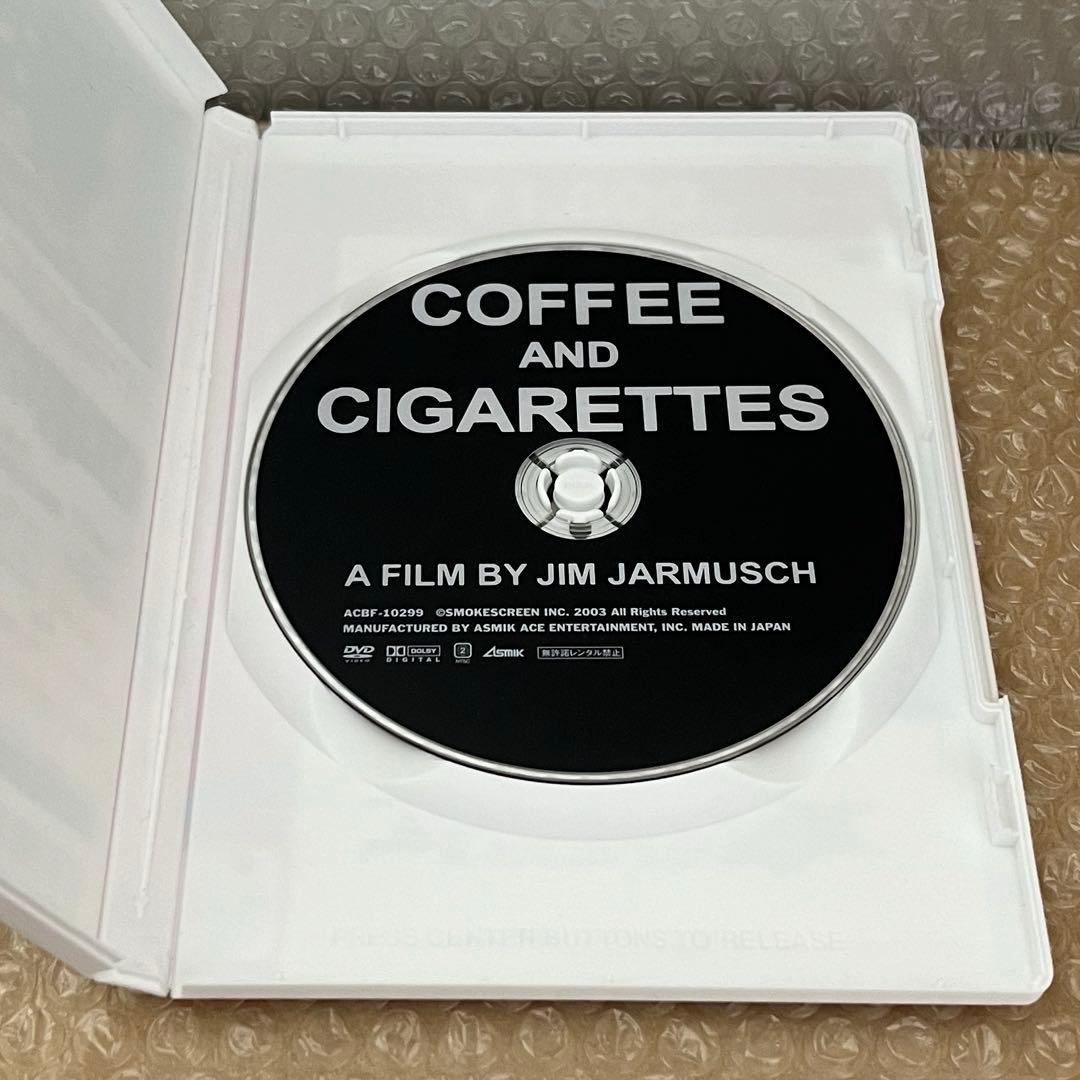 COFFEE
AND
CIGARETTES
A FILM BY JIM JARMUSCH
ACBF-10299 ©SMOKESCREEN INC. 2003 All Rights Reserved
MANUFACTURED BY ASMIK ACE ENTERTAINMENT, INC. MADE IN JAPAN
DVD VIDEO DOLBY DIGITAL 2 NTSC ASMIK 無許諾レンタル禁止
PRESS CENTER BUTTONS TO RELEASE